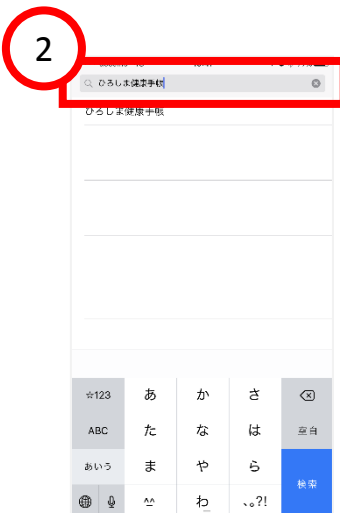 2
ひろしま健康手帳
ひろしま健康手帳
☆123 あ か さ
ABC た な は 空白
あいう ま や ら 検索
^^ わ 、。?!